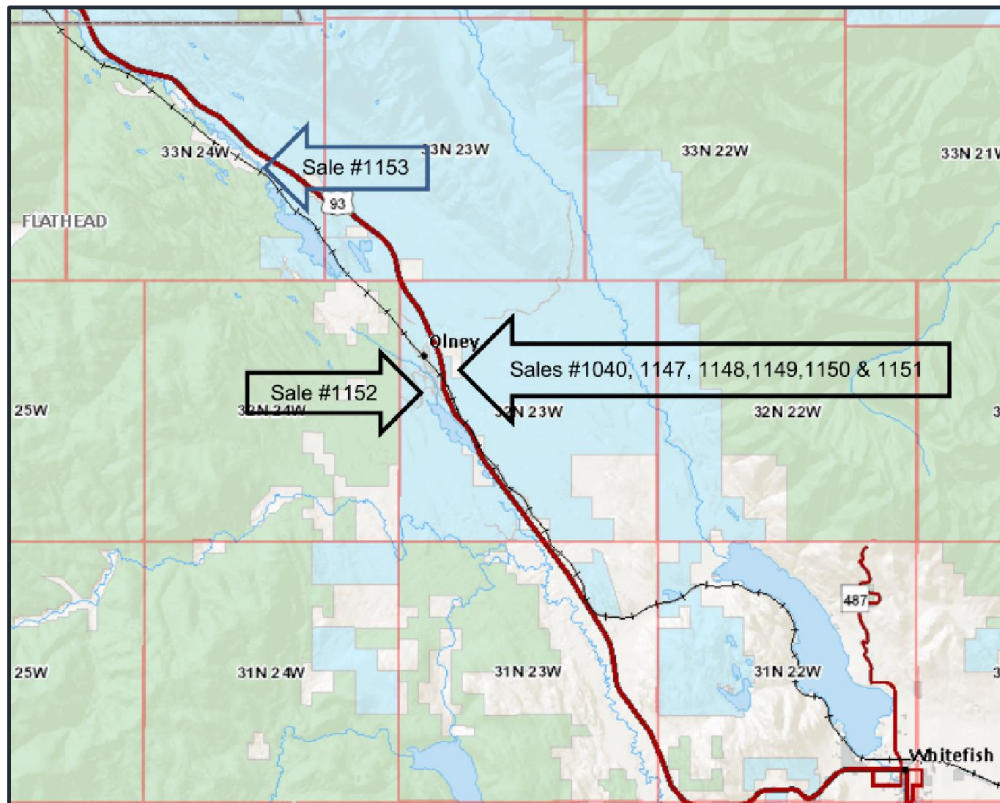 33N 24W
Sale #1153
33N 23W
33N 22W
33N 21W
93
FLATHEAD
Olney
Sales #1040, 1147, 1148,1149,1150 & 1151
Sale #1152
25W
32N 24W
32N 23W
32N 22W
3
487
25W
31N 24W
31N 23W
31N 22W
3
Whitefish